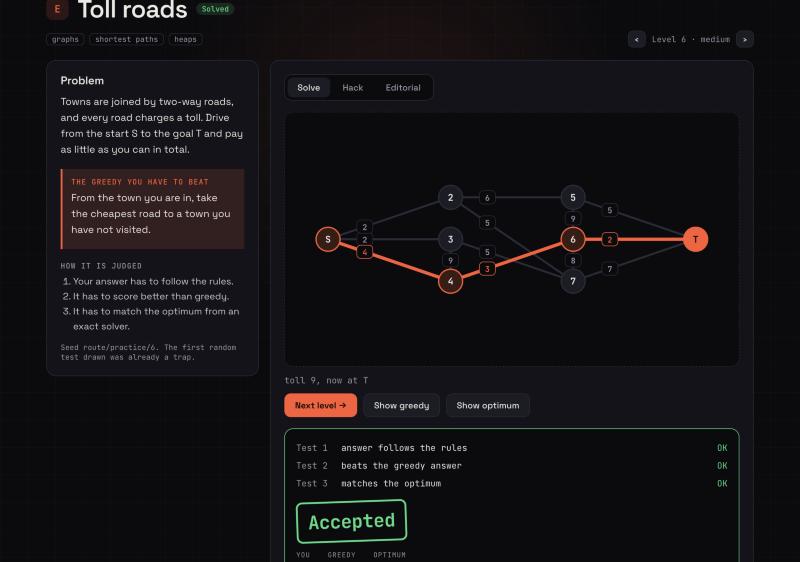 E Toll roads Solved
graphs shortest paths heaps
< Level 6 · medium >
Problem
Towns are joined by two-way roads,
and every road charges a toll. Drive
from the start S to the goal T and pay
as little as you can in total.
THE GREEDY YOU HAVE TO BEAT
From the town you are in, take
the cheapest road to a town you
have not visited.
HOW IT IS JUDGED
1. Your answer has to follow the rules.
2. It has to score better than greedy.
3. It has to match the optimum from an
exact solver.
Seed route/practice/6. The first random
test drawn was already a trap.
Solve Hack Editorial
2 6 5
5 5
2 9
S 2 3 6 2 T
4 5
9 8
3 7
4 7
toll 9, now at T
Next level → Show greedy Show optimum
Test 1 answer follows the rules OK
Test 2 beats the greedy answer OK
Test 3 matches the optimum OK
Accepted
YOU GREEDY OPTIMUM